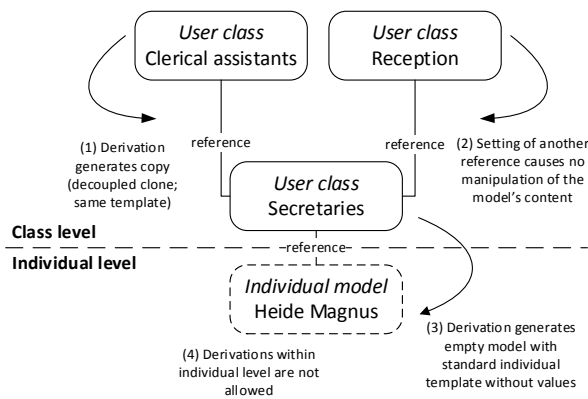 User class
Clerical assistants
User class
Reception
(1) Derivation
generates copy
(decoupled clone;
same template)
reference
reference
(2) Setting of another
reference causes no
manipulation of the
model's content
User class
Secretaries
Class level
reference
Individual level
Individual model
Heide Magnus
(3) Derivation generates
empty model with
standard individual
template without values
(4) Derivations within
individual level are not
allowed